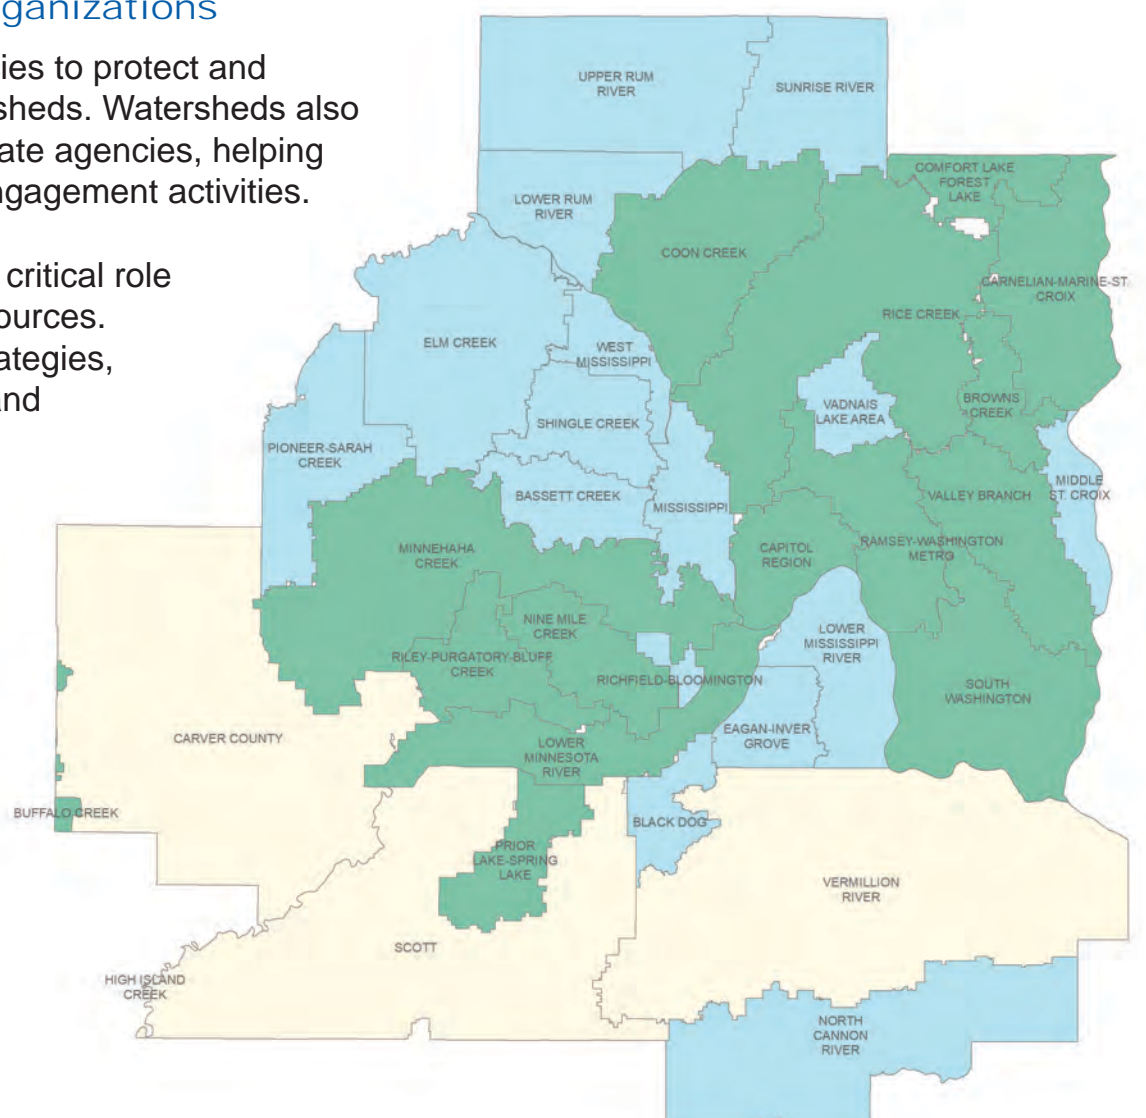 ganizations
ies to protect and
sheds. Watersheds also
ate agencies, helping
ngagement activities.
critical role
ources.
ategies,
and
UPPER RUM
RIVER
SUNRISE RIVER
COMFORT LAKE
FOREST
LAKE
LOWER RUM
RIVER
COON CREEK
CARNELIAN-MARINE-ST.
CROIX
RICE CREEK
ELM CREEK
WEST
MISSISSIPPI
VADNAIS
LAKE AREA
BROWNS
CREEK
SHINGLE CREEK
PIONEER-SARAH
CREEK
MIDDLE
ST. CROIX
BASSETT CREEK
VALLEY BRANCH
MISSISSIPPI
MINNEHAHA
CREEK
CAPITOL
REGION
RAMSEY-WASHINGTON
METRO
NINE MILE
CREEK
LOWER
MISSISSIPPI
RIVER
RILEY-PURGATORY-BLUFF
CREEK
RICHFIELD-BLOOMINGTON
SOUTH
WASHINGTON
CARVER COUNTY
EAGAN-INVER
GROVE
LOWER
MINNESOTA
RIVER
BUFFALO CREEK
BLACK DOG
PRIOR
LAKE-SPRING
LAKE
VERMILLION
RIVER
SCOTT
HIGH ISLAND
CREEK
NORTH
CANNON
RIVER